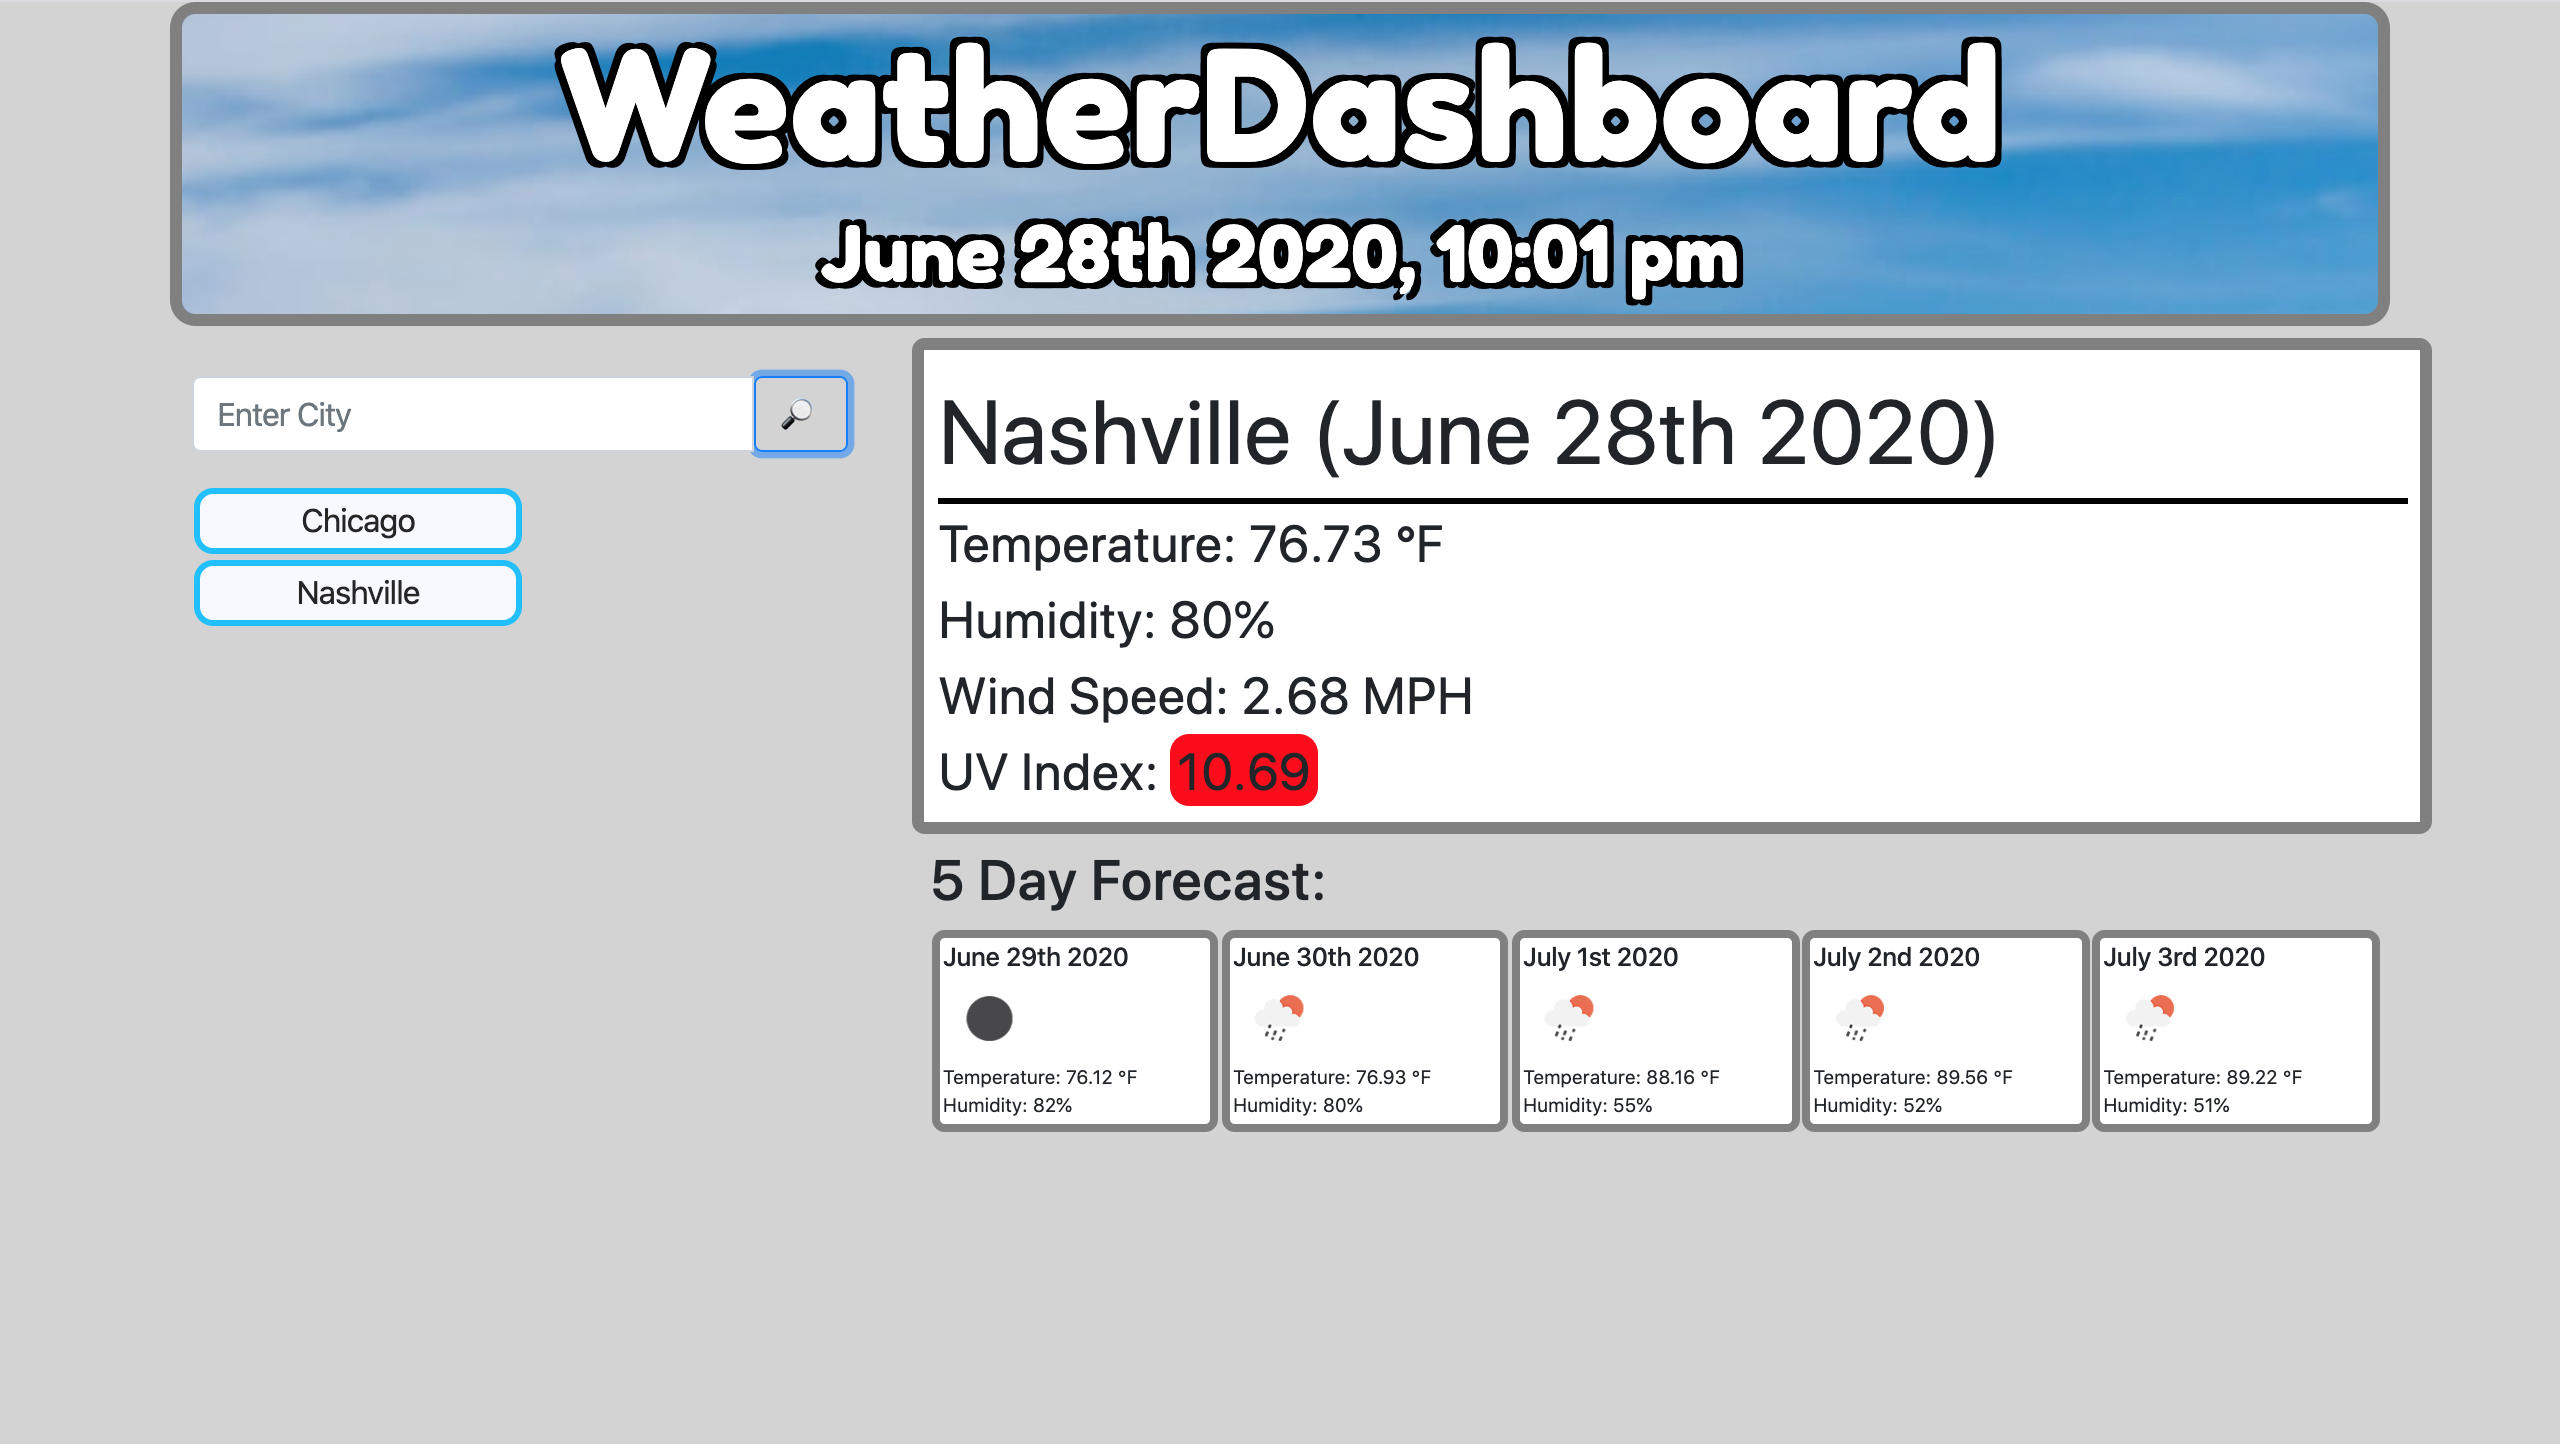 WeatherDashboard
June 28th 2020, 10:01 pm
Enter City
Chicago
Nashville
Nashville (June 28th 2020)
Temperature: 76.73 °F
Humidity: 80%
Wind Speed: 2.68 MPH
UV Index: 10.69
5 Day Forecast:
June 29th 2020
Temperature: 76.12 °F
Humidity: 82%
June 30th 2020
Temperature: 76.93 °F
Humidity: 80%
July 1st 2020
Temperature: 88.16 °F
Humidity: 55%
July 2nd 2020
Temperature: 89.56 °F
Humidity: 52%
July 3rd 2020
Temperature: 89.22 °F
Humidity: 51%